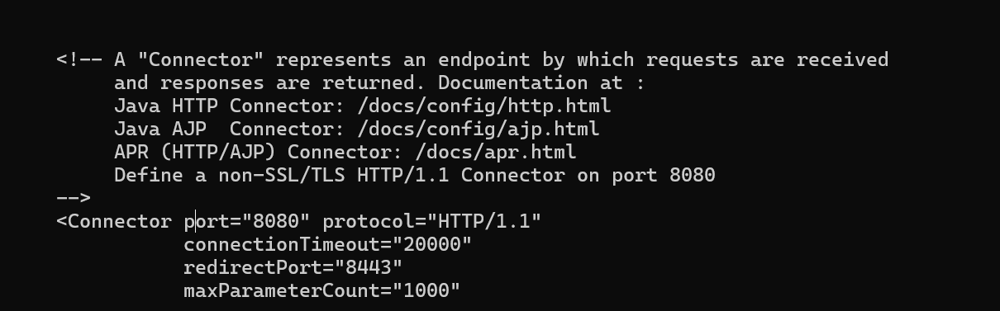 <!-- A "Connector" represents an endpoint by which requests are received
and responses are returned. Documentation at :
Java HTTP Connector: /docs/config/http.html
Java AJP  Connector: /docs/config/ajp.html
APR (HTTP/AJP) Connector: /docs/apr.html
Define a non-SSL/TLS HTTP/1.1 Connector on port 8080
-->
<Connector port="8080" protocol="HTTP/1.1"
connectionTimeout="20000"
redirectPort="8443"
maxParameterCount="1000"